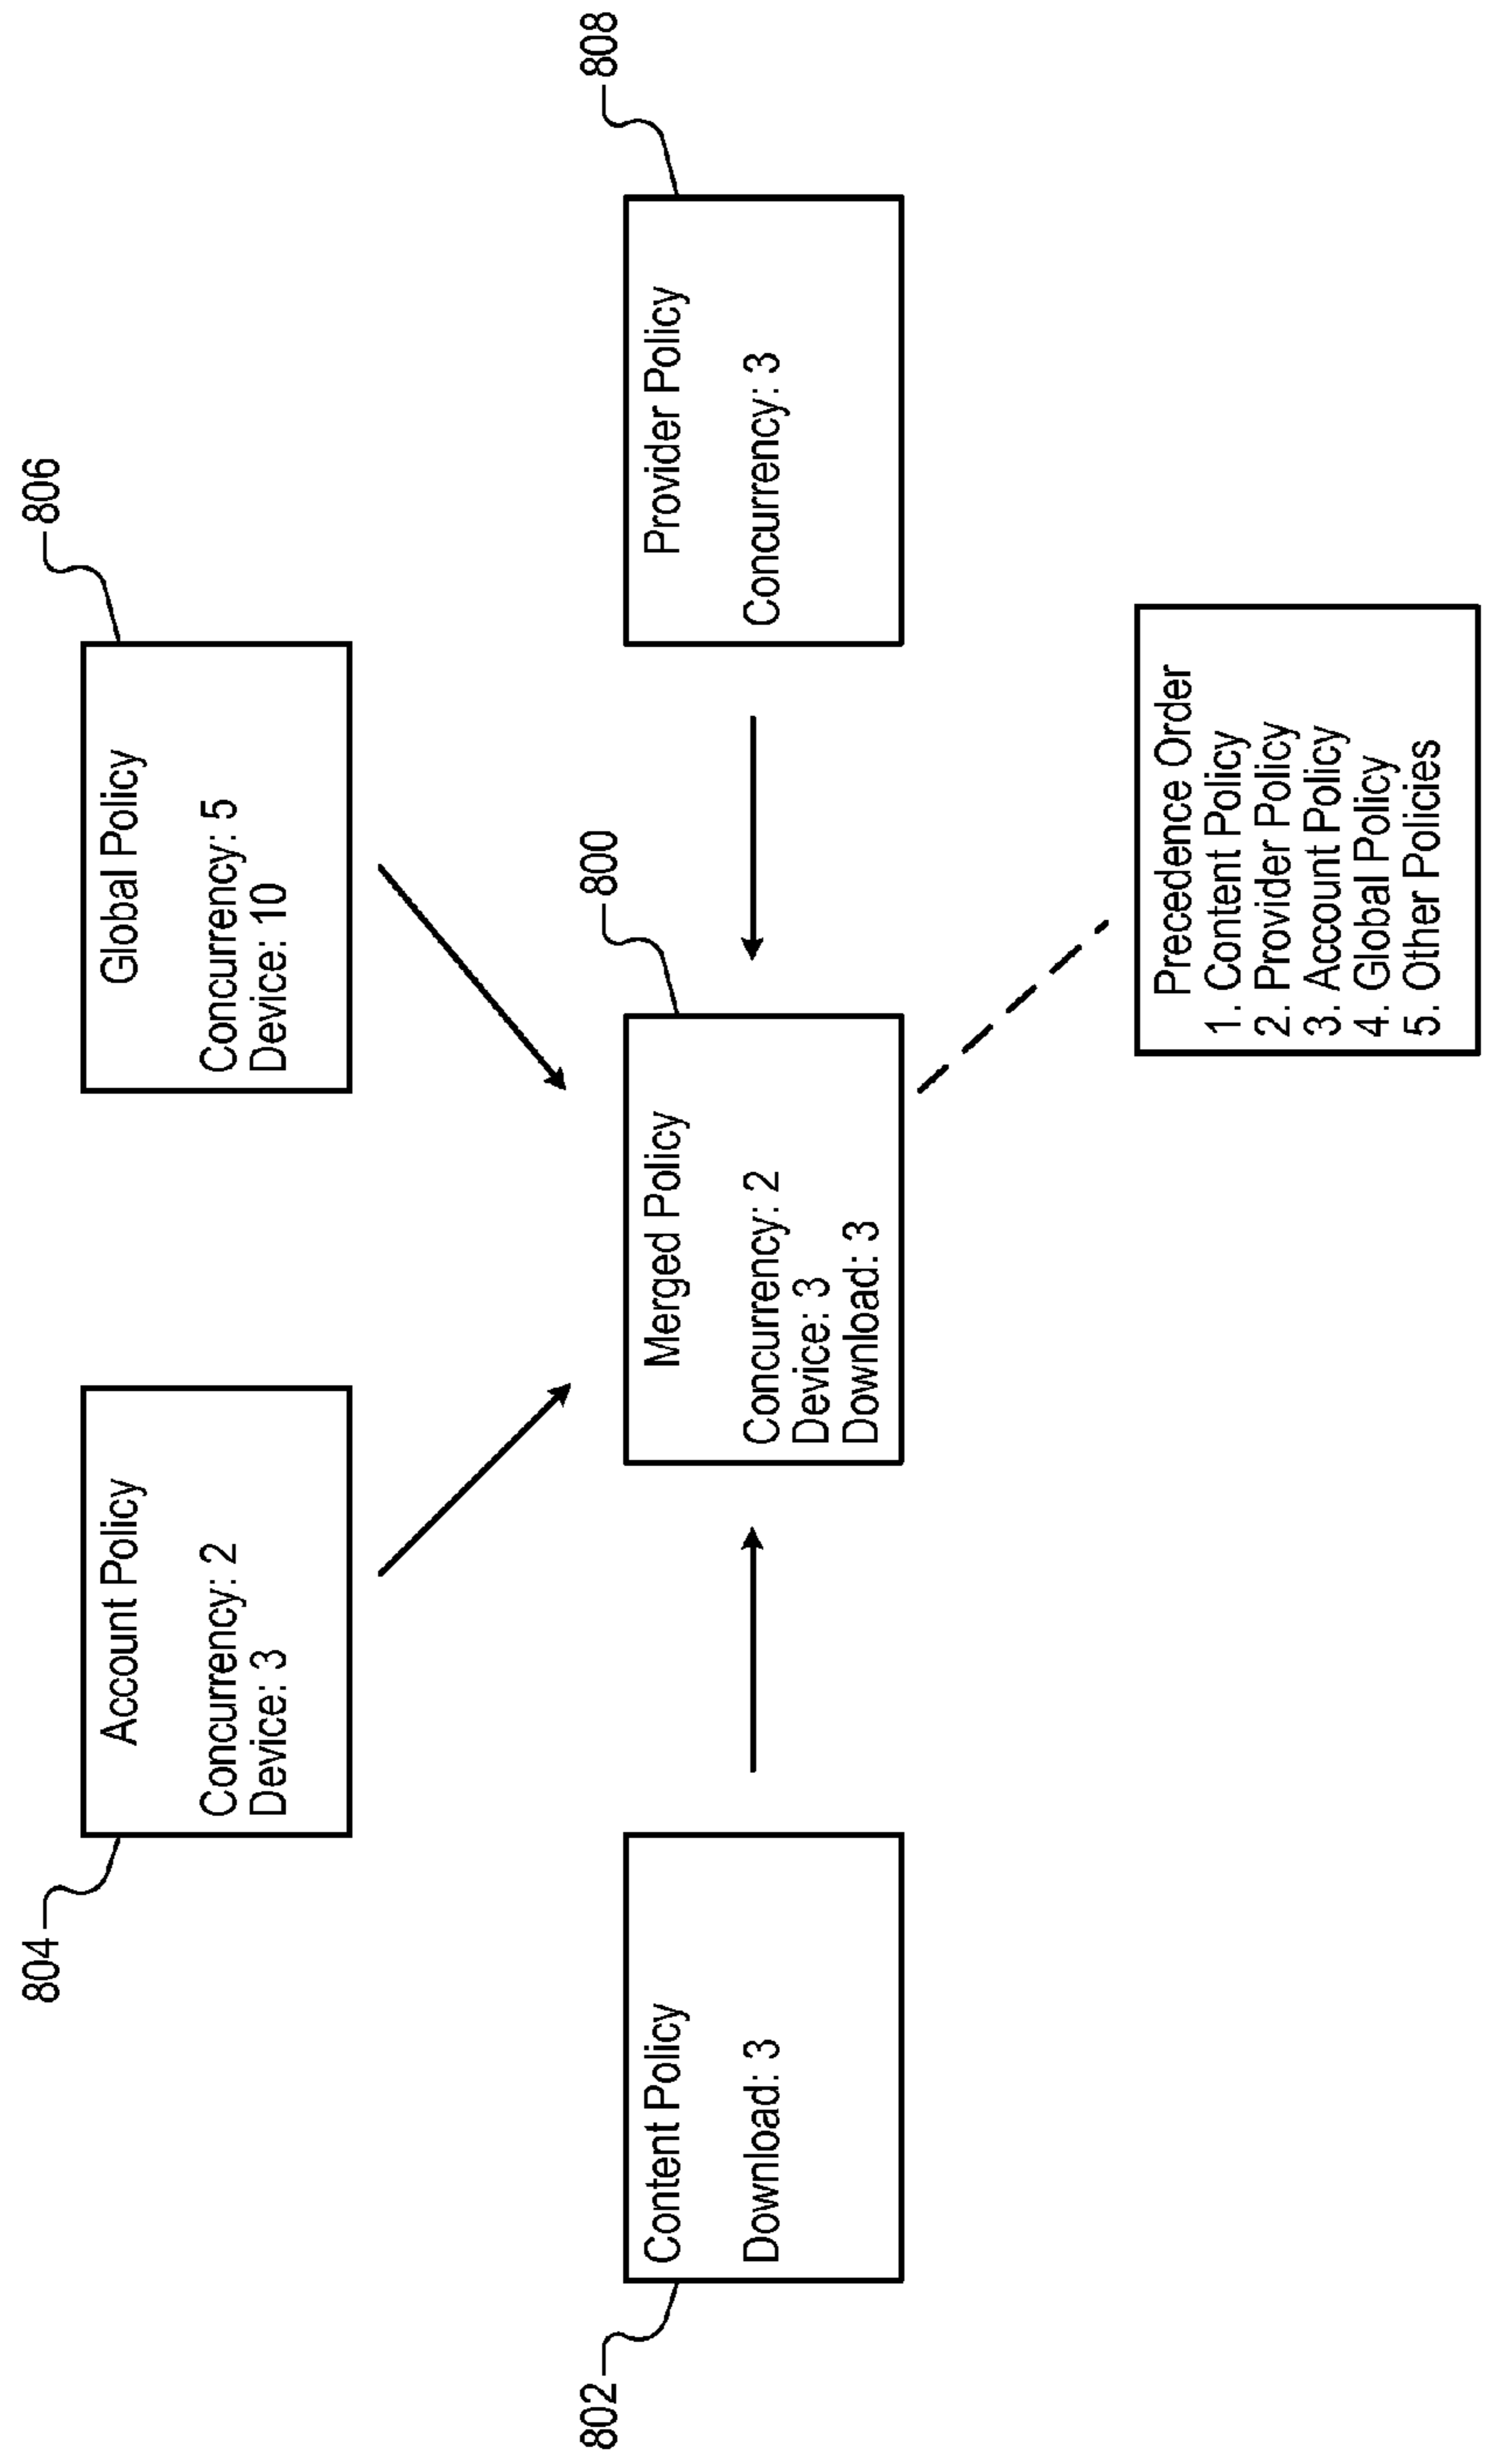 804
Account Policy
Concurrency: 2
Device: 3
806
Global Policy
Concurrency: 5
Device: 10
802
Content Policy
Download: 3
800
Merged Policy
Concurrency: 2
Device: 3
Download: 3
808
Provider Policy
Concurrency: 3
Precedence Order
1. Content Policy
2. Provider Policy
3. Account Policy
4. Global Policy
5. Other Policies